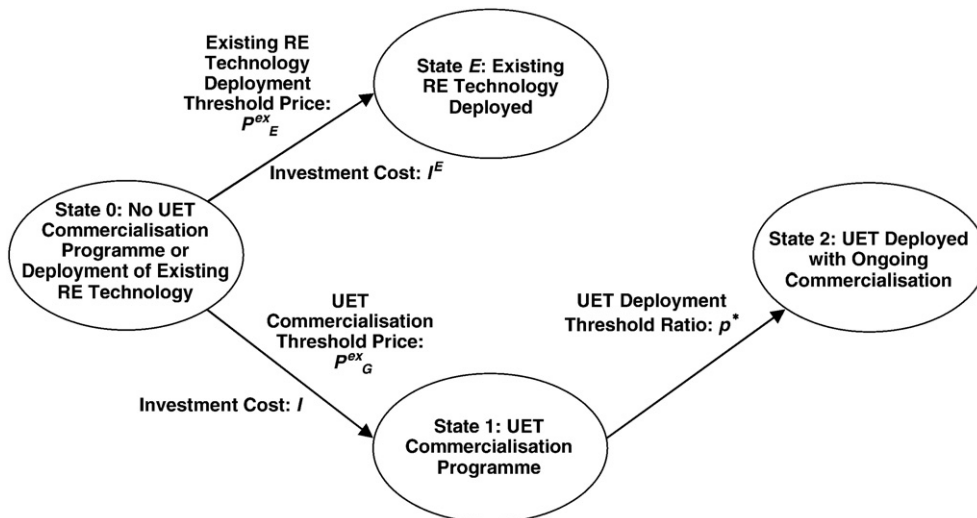 Existing RE
Technology
Deployment
Threshold Price:
P^ex_E
Investment Cost: I^E
State E: Existing
RE Technology
Deployed
State 0: No UET
Commercialisation
Programme or
Deployment of Existing
RE Technology
UET
Commercialisation
Threshold Price:
P^ex_G
Investment Cost: I
State 1: UET
Commercialisation
Programme
UET Deployment
Threshold Ratio: p*
State 2: UET Deployed
with Ongoing
Commercialisation